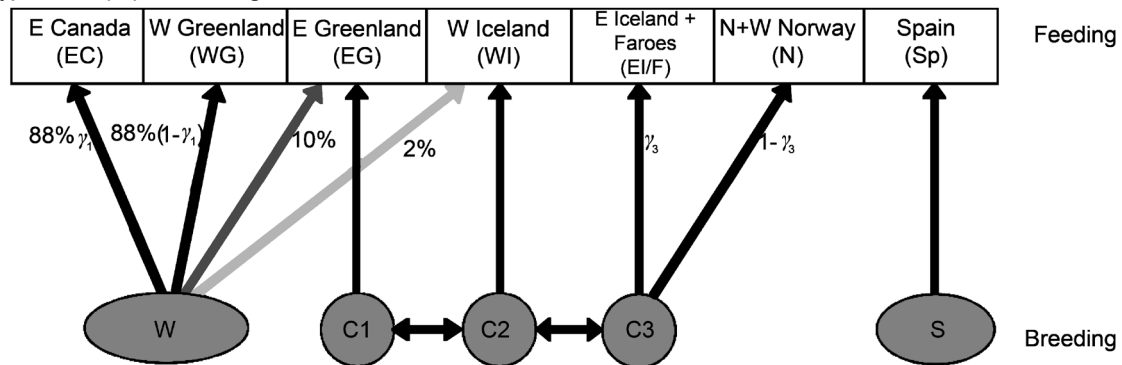 E Canada
(EC)
W Greenland
(WG)
E Greenland
(EG)
W Iceland
(WI)
E Iceland +
Faroes
(EI/F)
N+W Norway
(N)
Spain
(Sp)
Feeding
88% γ₁
88%(1-γ₁)
10%
2%
γ₃
1-γ₃
W
C1
C2
C3
S
Breeding